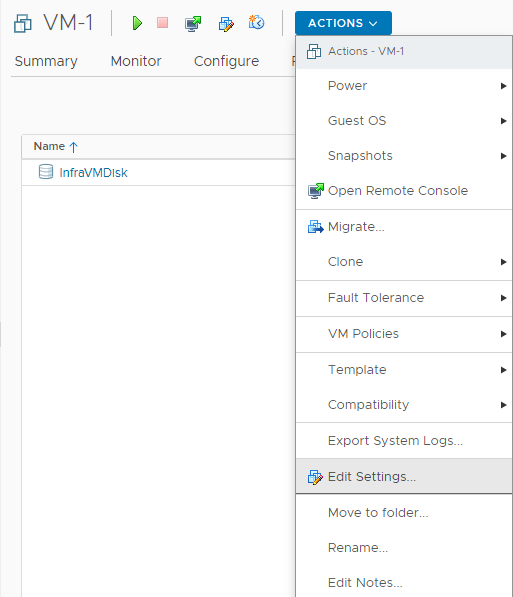 VM-1
ACTIONS
Summary
Monitor
Configure
Name
InfraVMDisk
Actions - VM-1
Power
Guest OS
Snapshots
Open Remote Console
Migrate...
Clone
Fault Tolerance
VM Policies
Template
Compatibility
Export System Logs...
Edit Settings...
Move to folder...
Rename...
Edit Notes...